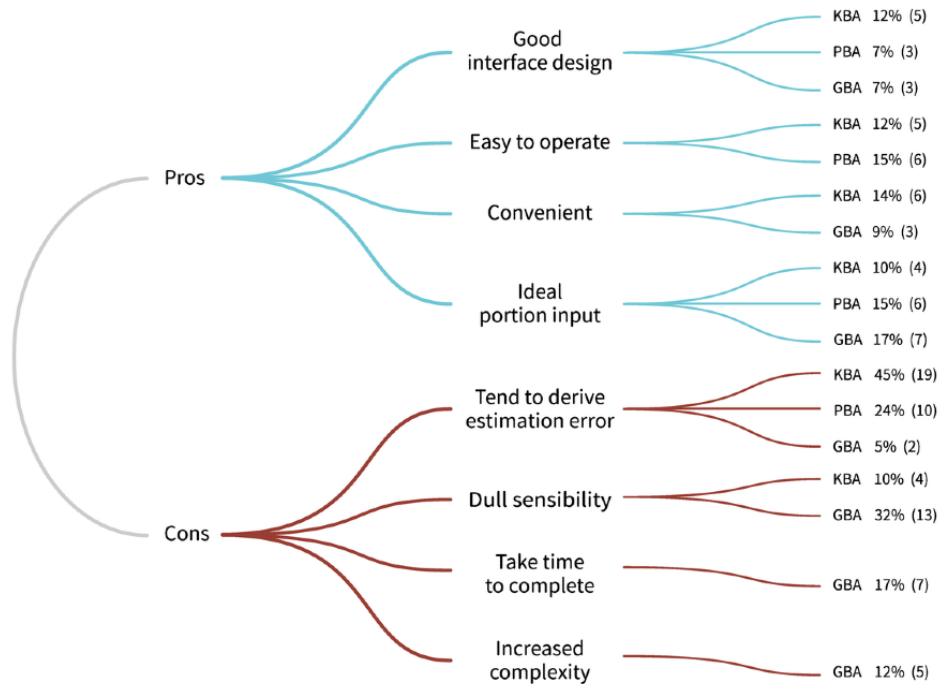 Pros
Good
interface design
KBA 12% (5)
PBA 7% (3)
GBA 7% (3)
Easy to operate
KBA 12% (5)
PBA 15% (6)
Convenient
KBA 14% (6)
GBA 9% (3)
Ideal
portion input
KBA 10% (4)
PBA 15% (6)
GBA 17% (7)
Cons
Tend to derive
estimation error
KBA 45% (19)
PBA 24% (10)
GBA 5% (2)
Dull sensibility
KBA 10% (4)
GBA 32% (13)
Take time
to complete
GBA 17% (7)
Increased
complexity
GBA 12% (5)